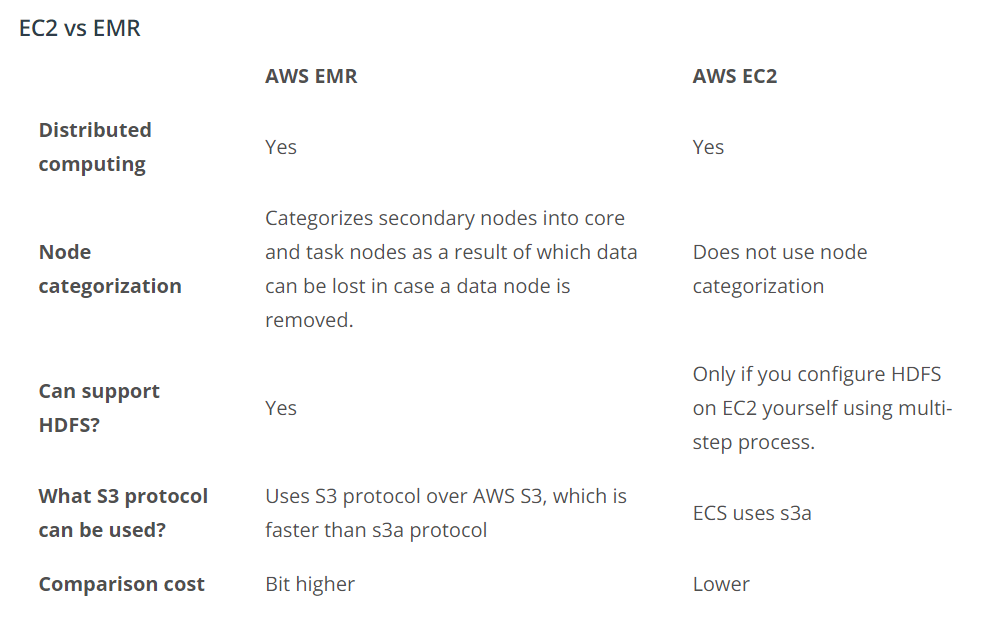 EC2 vs EMR
AWS EMR
AWS EC2
Distributed
computing
Yes
Yes
Node
categorization
Categorizes secondary nodes into core
and task nodes as a result of which data
can be lost in case a data node is
removed.
Does not use node
categorization
Can support
HDFS?
Yes
Only if you configure HDFS
on EC2 yourself using multi-
step process.
What S3 protocol
can be used?
Uses S3 protocol over AWS S3, which is
faster than s3a protocol
ECS uses s3a
Comparison cost
Bit higher
Lower